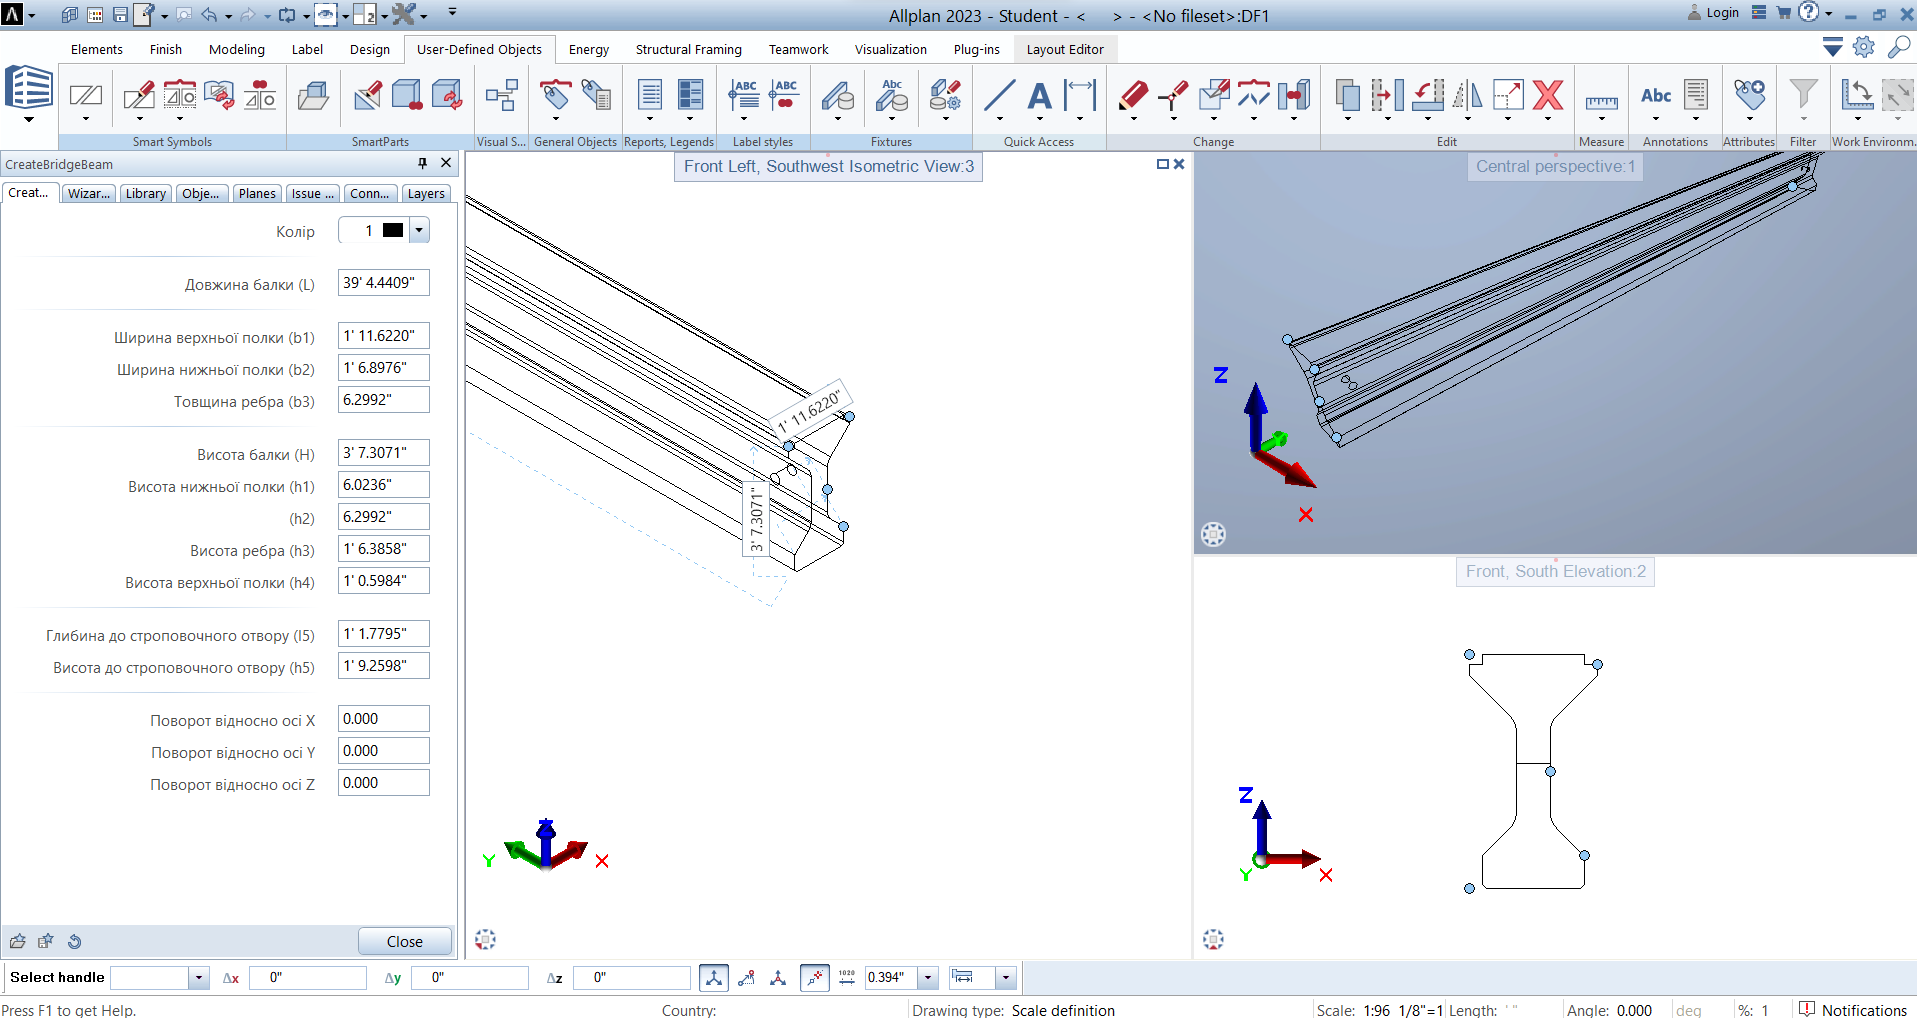 Allplan 2023 - Student - <      > - <No fileset>:DF1
Login
Elements Finish Modeling Label Design User-Defined Objects Energy Structural Framing Teamwork Visualization Plug-ins Layout Editor
Smart Symbols SmartParts Visual S... General Objects Reports, Legends Label styles Fixtures Quick Access Change Edit Measure Annotations Attributes Filter Work Environm...
ABC ABC Abc A Abc
2
CreateBridgeBeam
Creat... Wizar... Library Obje... Planes Issue ... Conn... Layers
Колір 1
Довжина балки (L) 39' 4.4409"
Ширина верхньої полки (b1) 1' 11.6220"
Ширина нижньої полки (b2) 1' 6.8976"
Товщина ребра (b3) 6.2992"
Висота балки (H) 3' 7.3071"
Висота нижньої полки (h1) 6.0236"
(h2) 6.2992"
Висота ребра (h3) 1' 6.3858"
Висота верхньої полки (h4) 1' 0.5984"
Глибина до строповочного отвору (l5) 1' 1.7795"
Висота до строповочного отвору (h5) 1' 9.2598"
Поворот відносно осі X 0.000
Поворот відносно осі Y 0.000
Поворот відносно осі Z 0.000
Close
Front Left, Southwest Isometric View:3
1' 11.6220"
3' 7.3071"
Z
Y X
Central perspective:1
Z
X
Front, South Elevation:2
Z
Y X
Select handle Δx 0" Δy 0" Δz 0" 1020 0.394"
Press F1 to get Help. Country: Drawing type: Scale definition Scale: 1:96 1/8"=1 Length: ' " Angle: 0.000 deg %: 1 Notifications